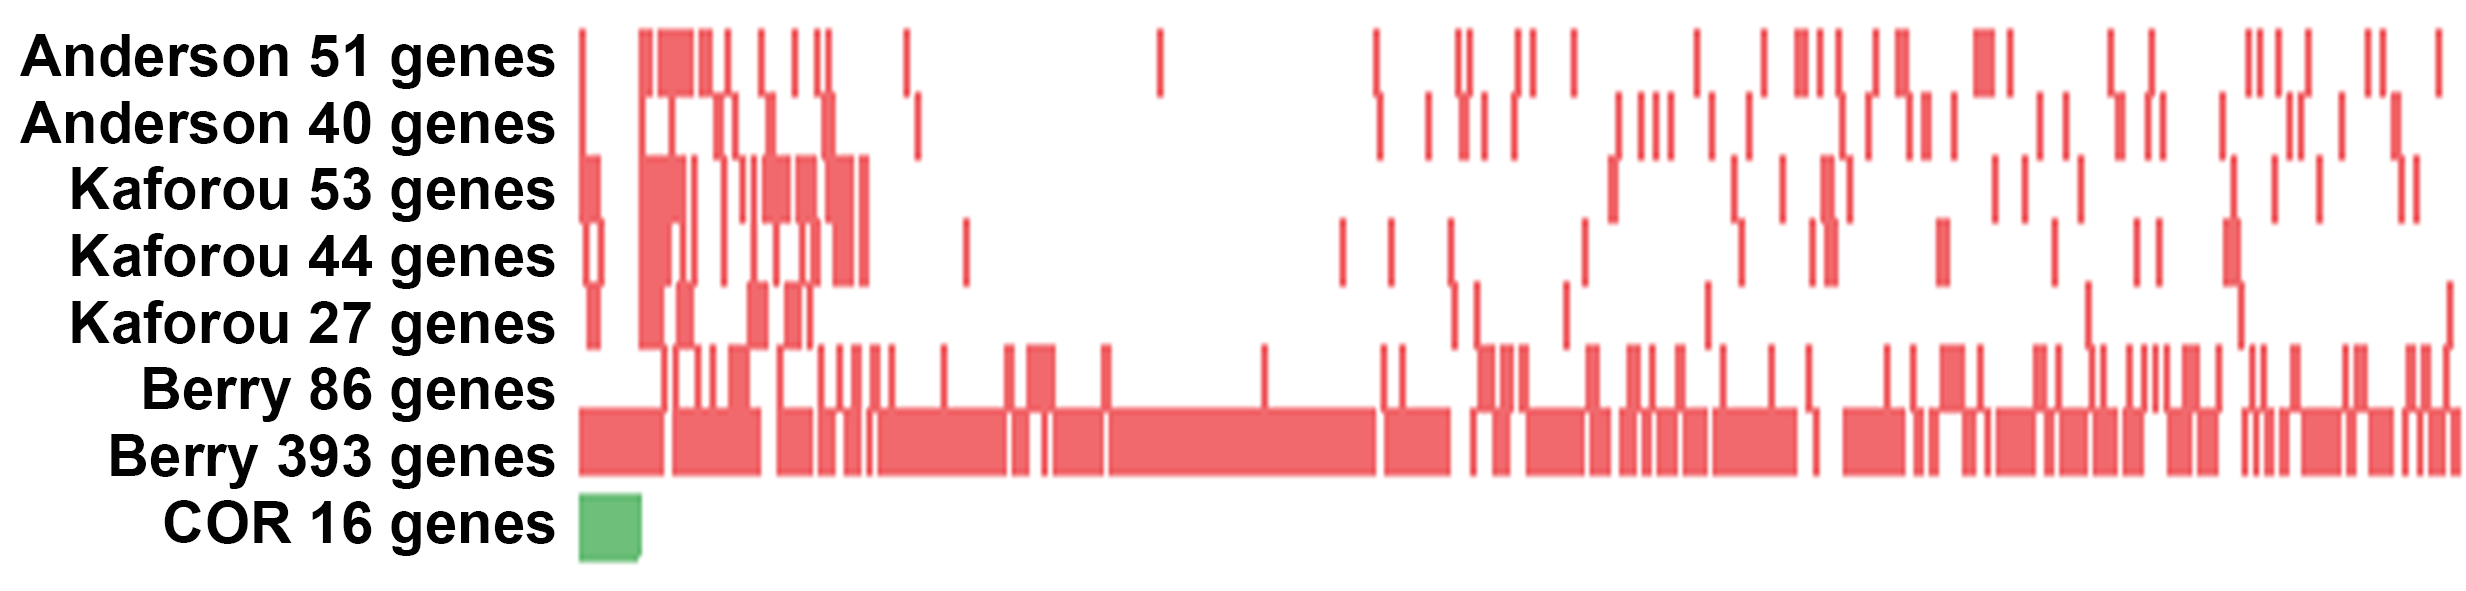 Anderson 51 genes
Anderson 40 genes
Kaforou 53 genes
Kaforou 44 genes
Kaforou 27 genes
Berry 86 genes
Berry 393 genes
COR 16 genes